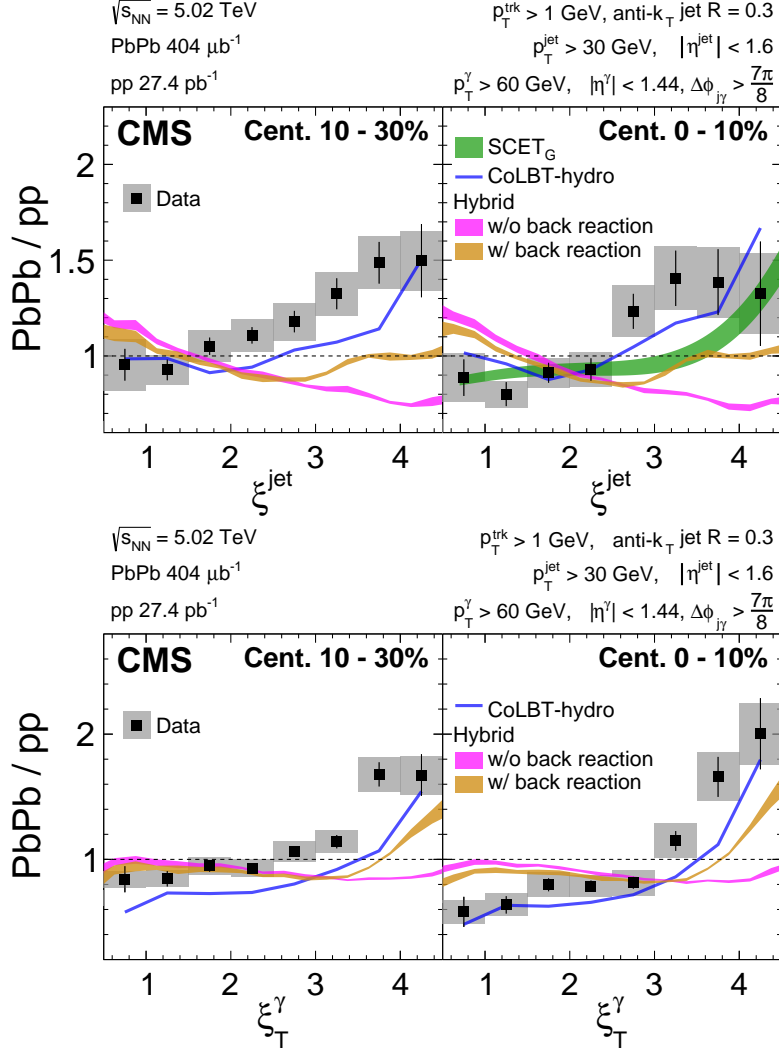 √s_NN = 5.02 TeV
p_T^trk > 1 GeV, anti-k_T jet R = 0.3
PbPb 404 μb^-1
p_T^jet > 30 GeV, |η^jet| < 1.6
pp 27.4 pb^-1
p_T^γ > 60 GeV, |η^γ| < 1.44, Δϕ_jγ > 7π/8
CMS Cent. 10 - 30%
Cent. 0 - 10%
Data
SCET_G
CoLBT-hydro
Hybrid
w/o back reaction
w/ back reaction
PbPb / pp
2
1.5
1
1 2 3 4
1 2 3 4
ξ^jet
ξ^jet
√s_NN = 5.02 TeV
p_T^trk > 1 GeV, anti-k_T jet R = 0.3
PbPb 404 μb^-1
p_T^jet > 30 GeV, |η^jet| < 1.6
pp 27.4 pb^-1
p_T^γ > 60 GeV, |η^γ| < 1.44, Δϕ_jγ > 7π/8
CMS Cent. 10 - 30%
Cent. 0 - 10%
Data
CoLBT-hydro
Hybrid
w/o back reaction
w/ back reaction
PbPb / pp
2
1
1 2 3 4
1 2 3 4
ξ_T^γ
ξ_T^γ